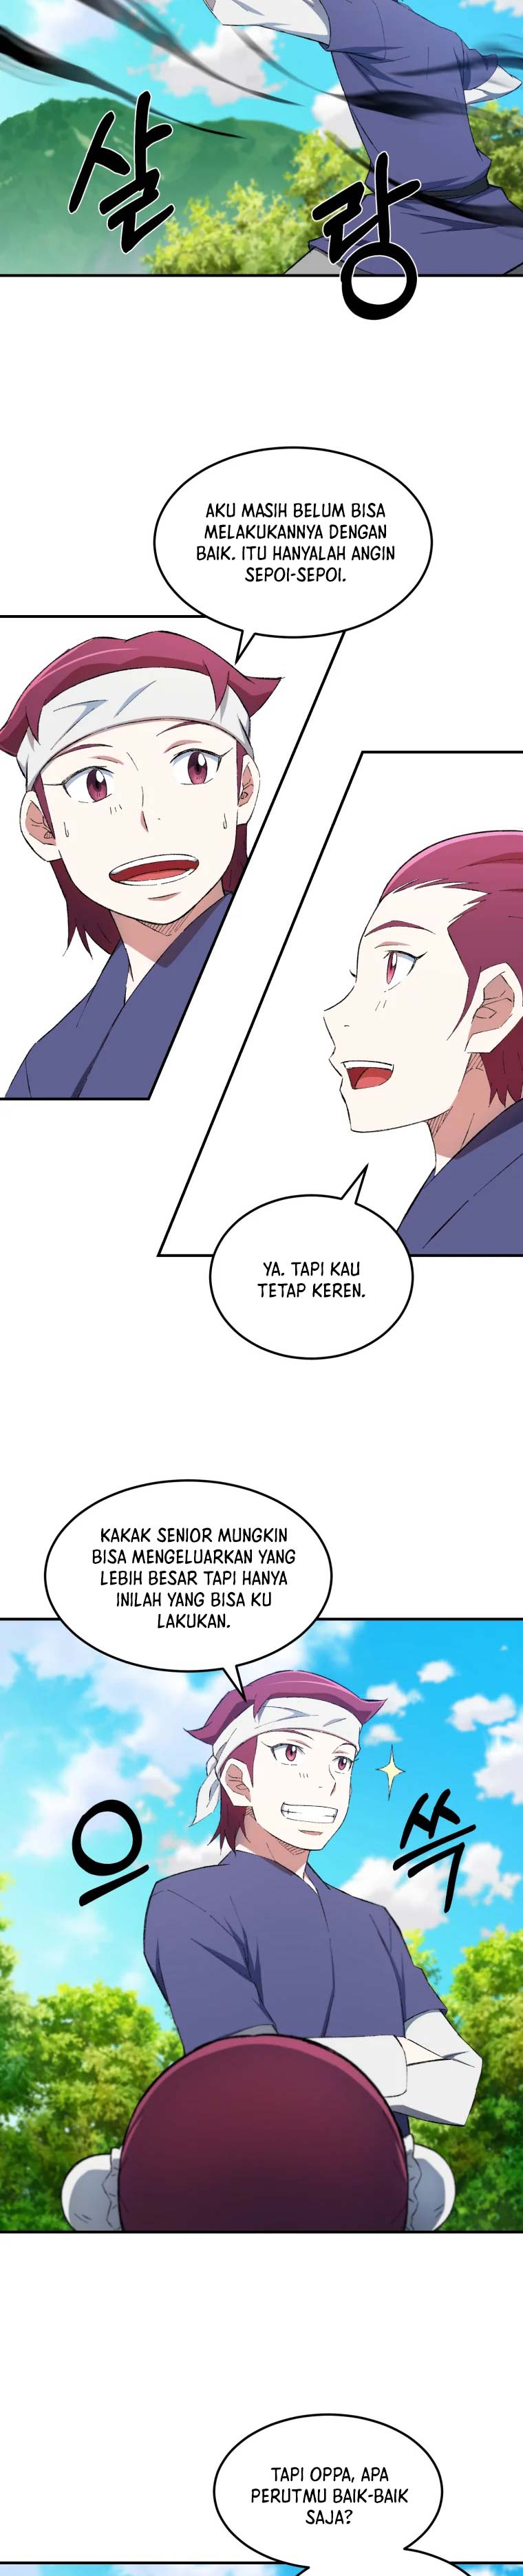 살랑
AKU MASIH BELUM BISA
MELAKUKANNYA DENGAN
BAIK. ITU HANYALAH ANGIN
SEPOI-SEPOI.
YA. TAPI KAU
TETAP KEREN.
KAKAK SENIOR MUNGKIN
BISA MENGELUARKAN YANG
LEBIH BESAR TAPI HANYA
INILAH YANG BISA KU
LAKUKAN.
으쓱
TAPI OPPA, APA
PERUTMU BAIK-BAIK
SAJA?